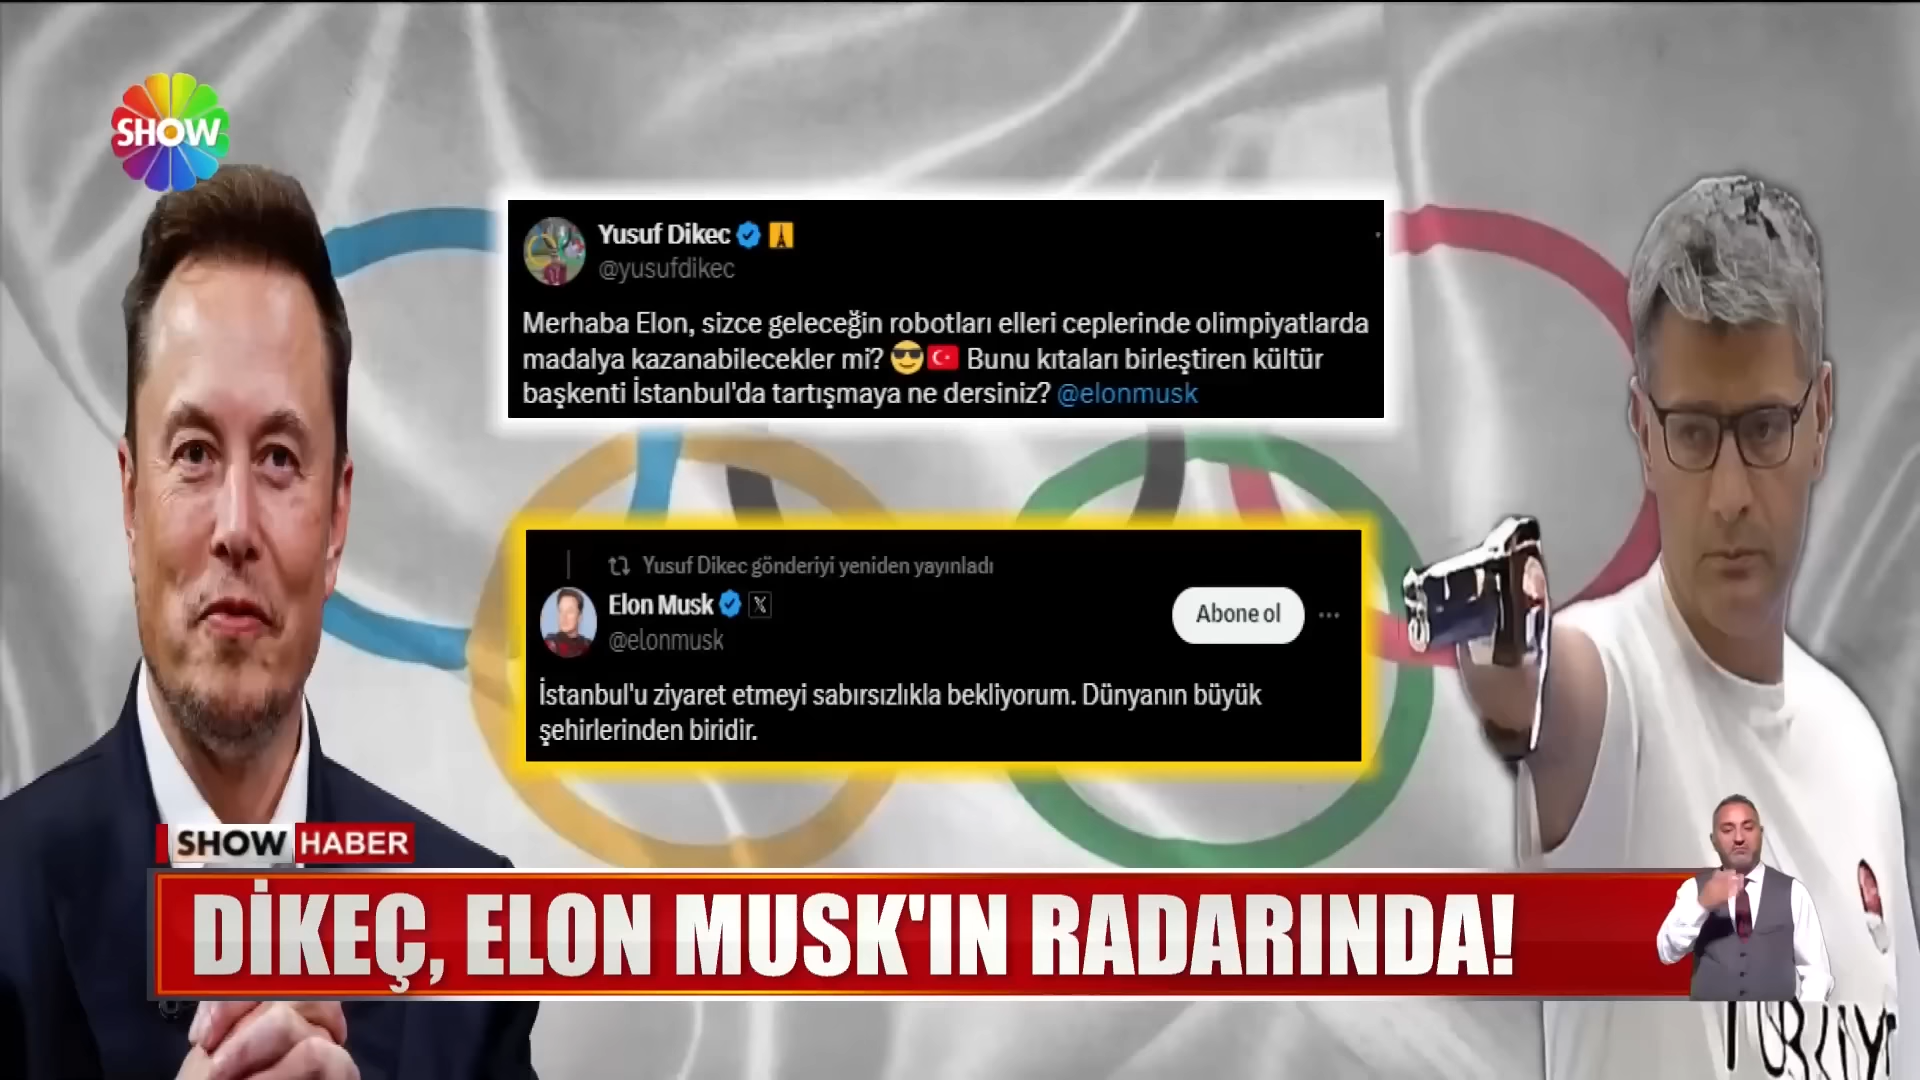 SHOW
Yusuf Dikec
@yusufdikec
Merhaba Elon, sizce geleceğin robotları elleri ceplerinde olimpiyatlarda
madalya kazanabilecekler mi? 😎🇹🇷 Bunu kıtaları birleştiren kültür
başkenti İstanbul'da tartışmaya ne dersiniz? @elonmusk
Yusuf Dikec gönderiyi yeniden yayınladı
Elon Musk X
@elonmusk
Abone ol ...
İstanbul'u ziyaret etmeyi sabırsızlıkla bekliyorum. Dünyanın büyük
şehirlerinden biridir.
SHOW HABER
DİKEÇ, ELON MUSK'IN RADARINDA!